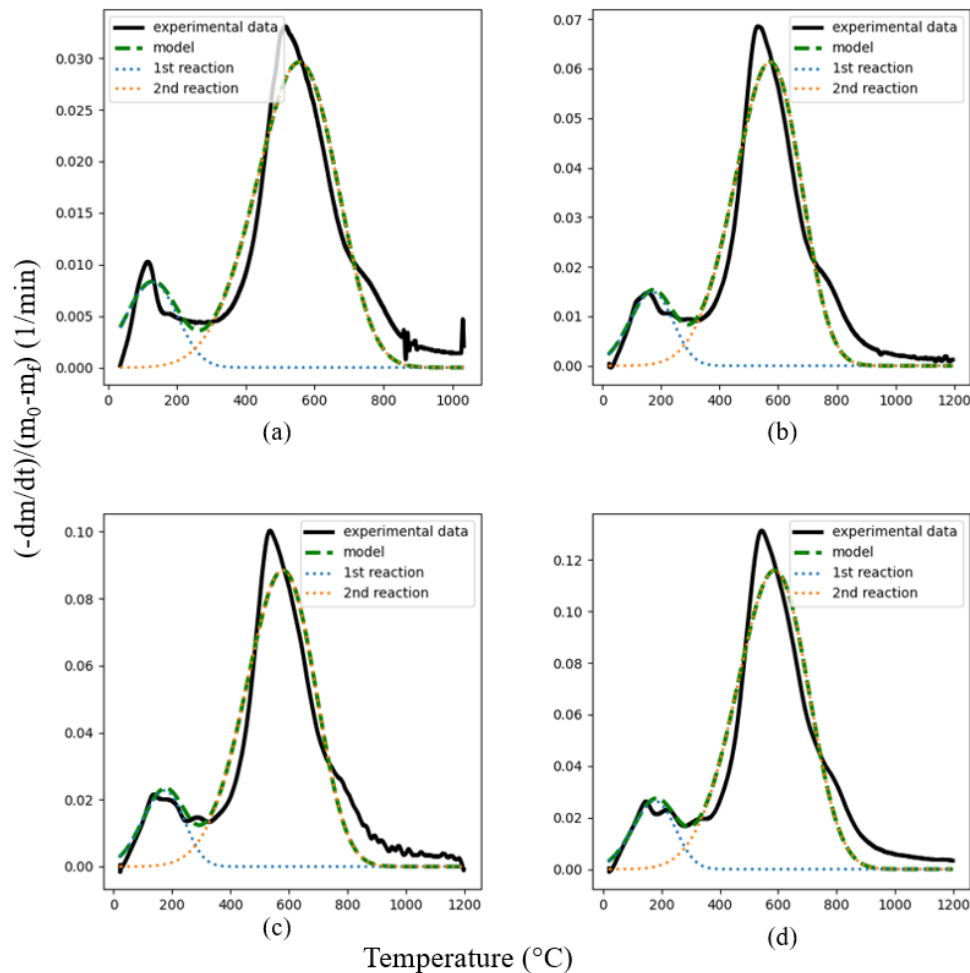 (-dm/dt)/(m₀-m_f) (1/min)
experimental data
model
1st reaction
2nd reaction
0.030
0.025
0.020
0.015
0.010
0.005
0.000
0 200 400 600 800 1000
(a)
experimental data
model
1st reaction
2nd reaction
0.07
0.06
0.05
0.04
0.03
0.02
0.01
0.00
0 200 400 600 800 1000 1200
(b)
experimental data
model
1st reaction
2nd reaction
0.10
0.08
0.06
0.04
0.02
0.00
0 200 400 600 800 1000 1200
(c)
experimental data
model
1st reaction
2nd reaction
0.12
0.10
0.08
0.06
0.04
0.02
0.00
0 200 400 600 800 1000 1200
(d)
Temperature (°C)